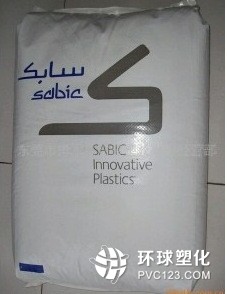 سابك
sabic
SABIC
Innovative
Plastics
环球塑化
PVC123.com